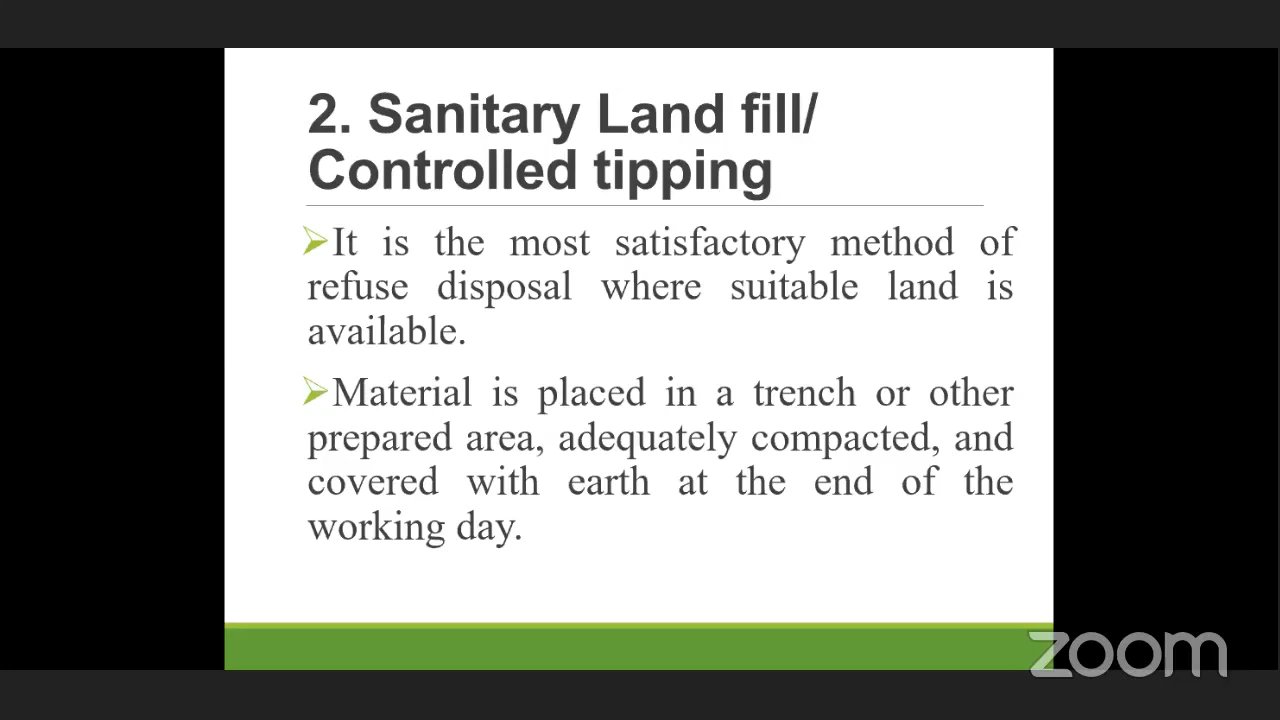 2. Sanitary Land fill/
Controlled tipping
It is the most satisfactory method of
refuse disposal where suitable land is
available.
Material is placed in a trench or other
prepared area, adequately compacted, and
covered with earth at the end of the
working day.
zoom